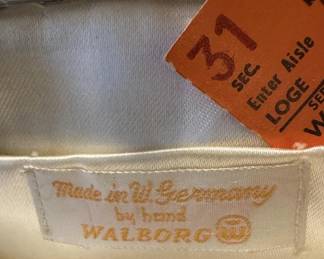 31
SEC.
Enter Aisle
LOGE
Made in W. Germany
by hand
WALBORG